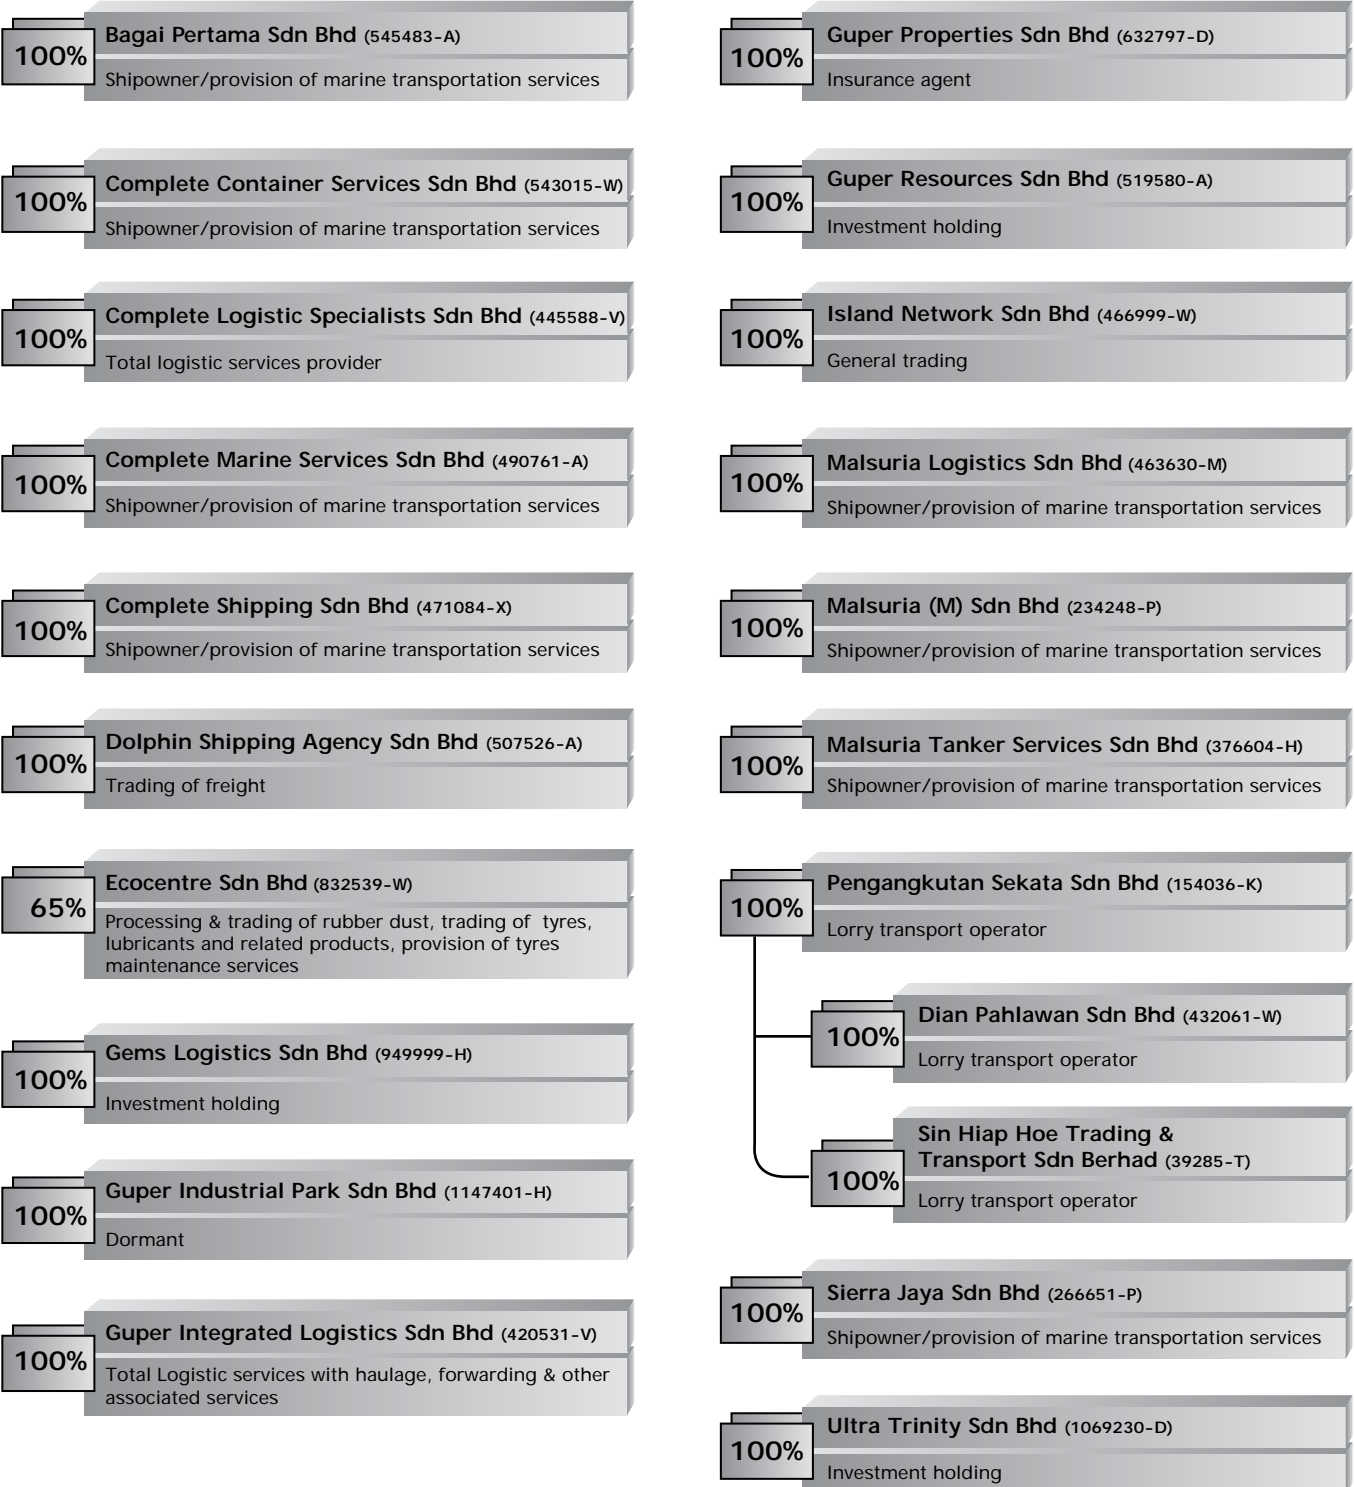 100%
Bagai Pertama Sdn Bhd (545483-A)
Shipowner/provision of marine transportation services
100%
Complete Container Services Sdn Bhd (543015-W)
Shipowner/provision of marine transportation services
100%
Complete Logistic Specialists Sdn Bhd (445588-V)
Total logistic services provider
100%
Complete Marine Services Sdn Bhd (490761-A)
Shipowner/provision of marine transportation services
100%
Complete Shipping Sdn Bhd (471084-X)
Shipowner/provision of marine transportation services
100%
Dolphin Shipping Agency Sdn Bhd (507526-A)
Trading of freight
65%
Ecocentre Sdn Bhd (832539-W)
Processing & trading of rubber dust, trading of tyres,
lubricants and related products, provision of tyres
maintenance services
100%
Gems Logistics Sdn Bhd (949999-H)
Investment holding
100%
Guper Industrial Park Sdn Bhd (1147401-H)
Dormant
100%
Guper Integrated Logistics Sdn Bhd (420531-V)
Total Logistic services with haulage, forwarding & other
associated services
100%
Guper Properties Sdn Bhd (632797-D)
Insurance agent
100%
Guper Resources Sdn Bhd (519580-A)
Investment holding
100%
Island Network Sdn Bhd (466999-W)
General trading
100%
Malsuria Logistics Sdn Bhd (463630-M)
Shipowner/provision of marine transportation services
100%
Malsuria (M) Sdn Bhd (234248-P)
Shipowner/provision of marine transportation services
100%
Malsuria Tanker Services Sdn Bhd (376604-H)
Shipowner/provision of marine transportation services
100%
Pengangkutan Sekata Sdn Bhd (154036-K)
Lorry transport operator
100%
Dian Pahlawan Sdn Bhd (432061-W)
Lorry transport operator
100%
Sin Hiap Hoe Trading &
Transport Sdn Berhad (39285-T)
Lorry transport operator
100%
Sierra Jaya Sdn Bhd (266651-P)
Shipowner/provision of marine transportation services
100%
Ultra Trinity Sdn Bhd (1069230-D)
Investment holding